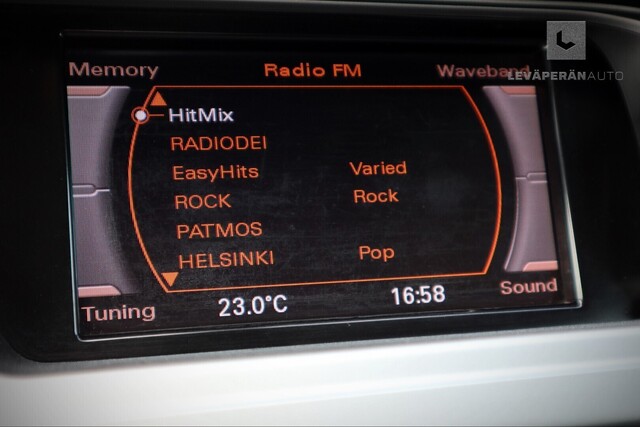 LEVÄPERÄNAUTO
Memory Radio FM Waveband
HitMix
RADIODEI
EasyHits Varied
ROCK Rock
PATMOS
HELSINKI Pop
Tuning 23.0°C 16:58 Sound